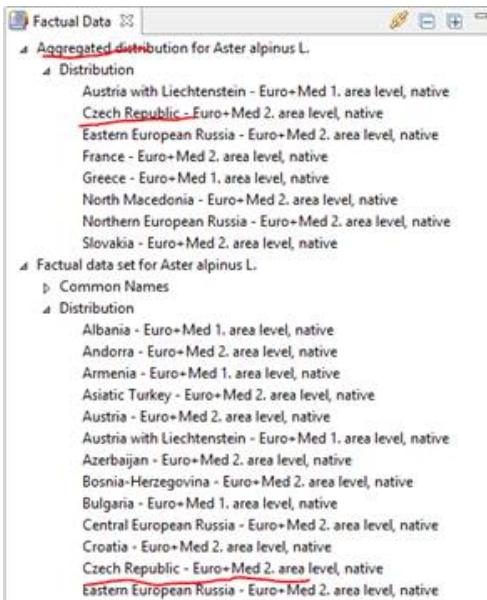 Factual Data
Aggregated distribution for Aster alpinus L.
Distribution
Austria with Liechtenstein - Euro+Med 1. area level, native
Czech Republic - Euro+Med 2. area level, native
Eastern European Russia - Euro+Med 2. area level, native
France - Euro+Med 2. area level, native
Greece - Euro+Med 1. area level, native
North Macedonia - Euro+Med 2. area level, native
Northern European Russia - Euro+Med 2. area level, native
Slovakia - Euro+Med 2. area level, native
Factual data set for Aster alpinus L.
Common Names
Distribution
Albania - Euro+Med 1. area level, native
Andorra - Euro+Med 2. area level, native
Armenia - Euro+Med 1. area level, native
Asiatic Turkey - Euro+Med 2. area level, native
Austria - Euro+Med 2. area level, native
Austria with Liechtenstein - Euro+Med 1. area level, native
Azerbaijan - Euro+Med 2. area level, native
Bosnia-Herzegovina - Euro+Med 2. area level, native
Bulgaria - Euro+Med 1. area level, native
Central European Russia - Euro+Med 2. area level, native
Croatia - Euro+Med 2. area level, native
Czech Republic - Euro+Med 2. area level, native
Eastern European Russia - Euro+Med 2. area level, native